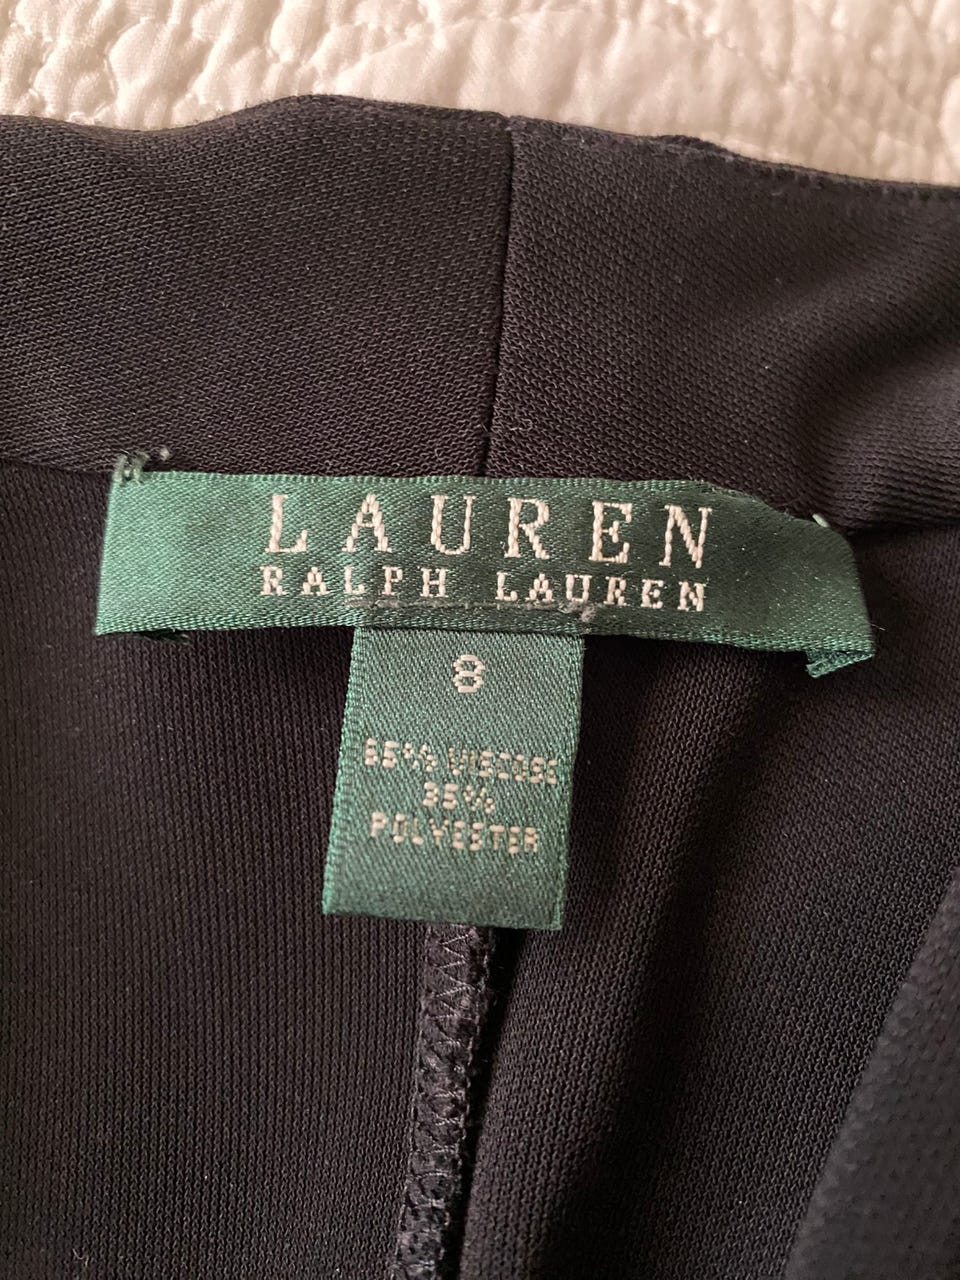 LAUREN
RALPH LAUREN
8
65% VISCOSE
35%
POLYESTER